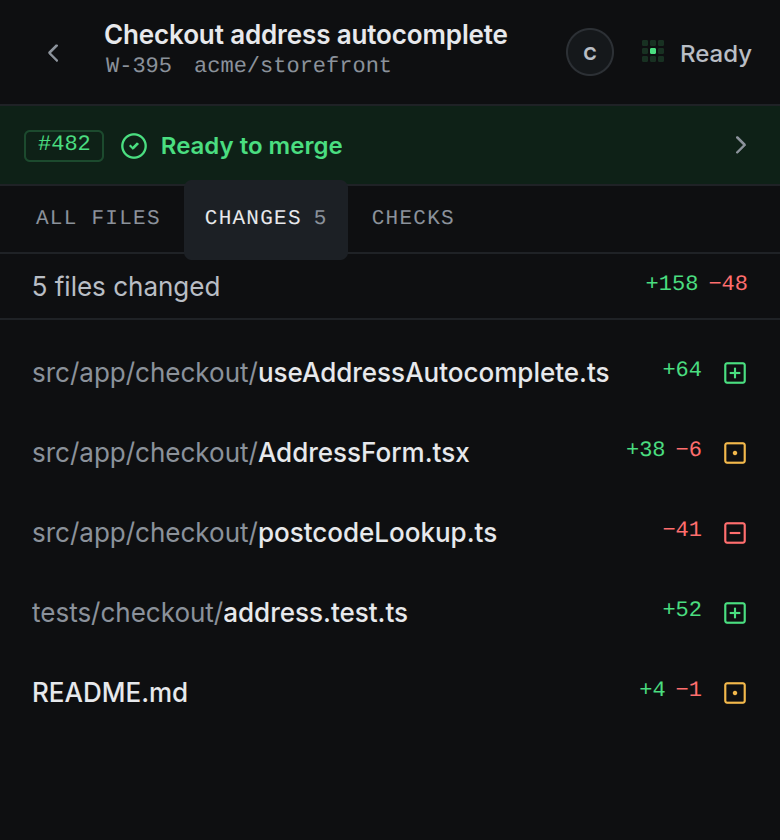 Checkout address autocomplete
W-395 acme/storefront
C
Ready
#482 Ready to merge
ALL FILES CHANGES 5 CHECKS
5 files changed +158 −48
src/app/checkout/useAddressAutocomplete.ts +64
src/app/checkout/AddressForm.tsx +38 −6
src/app/checkout/postcodeLookup.ts −41
tests/checkout/address.test.ts +52
README.md +4 −1